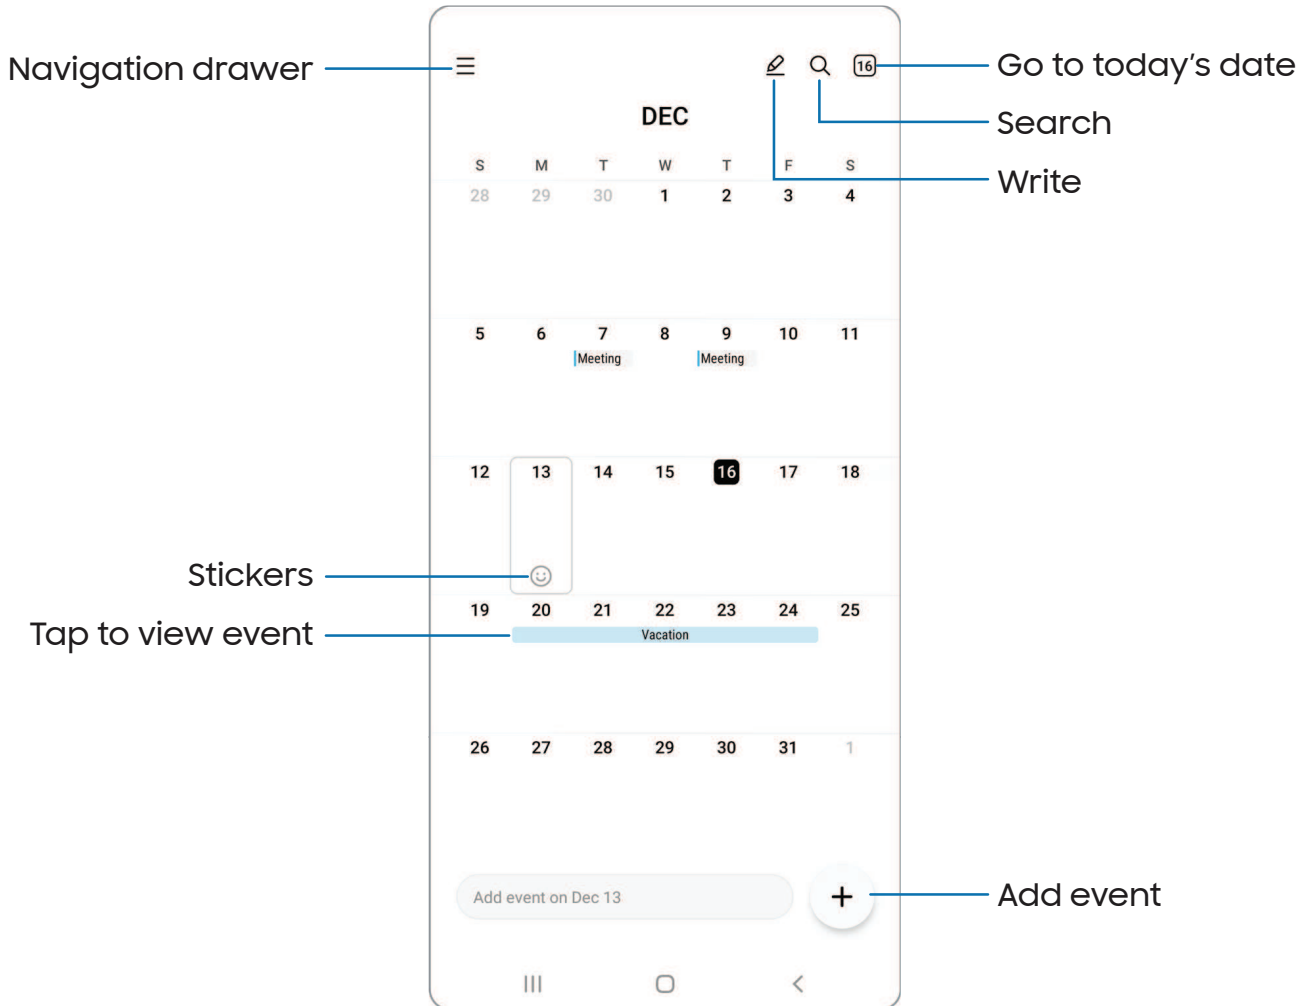 Navigation drawer
16
Go to today's date
Search
Write
DEC
S M T W T F S
28 29 30 1 2 3 4
5 6 7 8 9 10 11
Meeting Meeting
12 13 14 15 16 17 18
Stickers
19 20 21 22 23 24 25
Tap to view event
Vacation
26 27 28 29 30 31 1
Add event on Dec 13
Add event